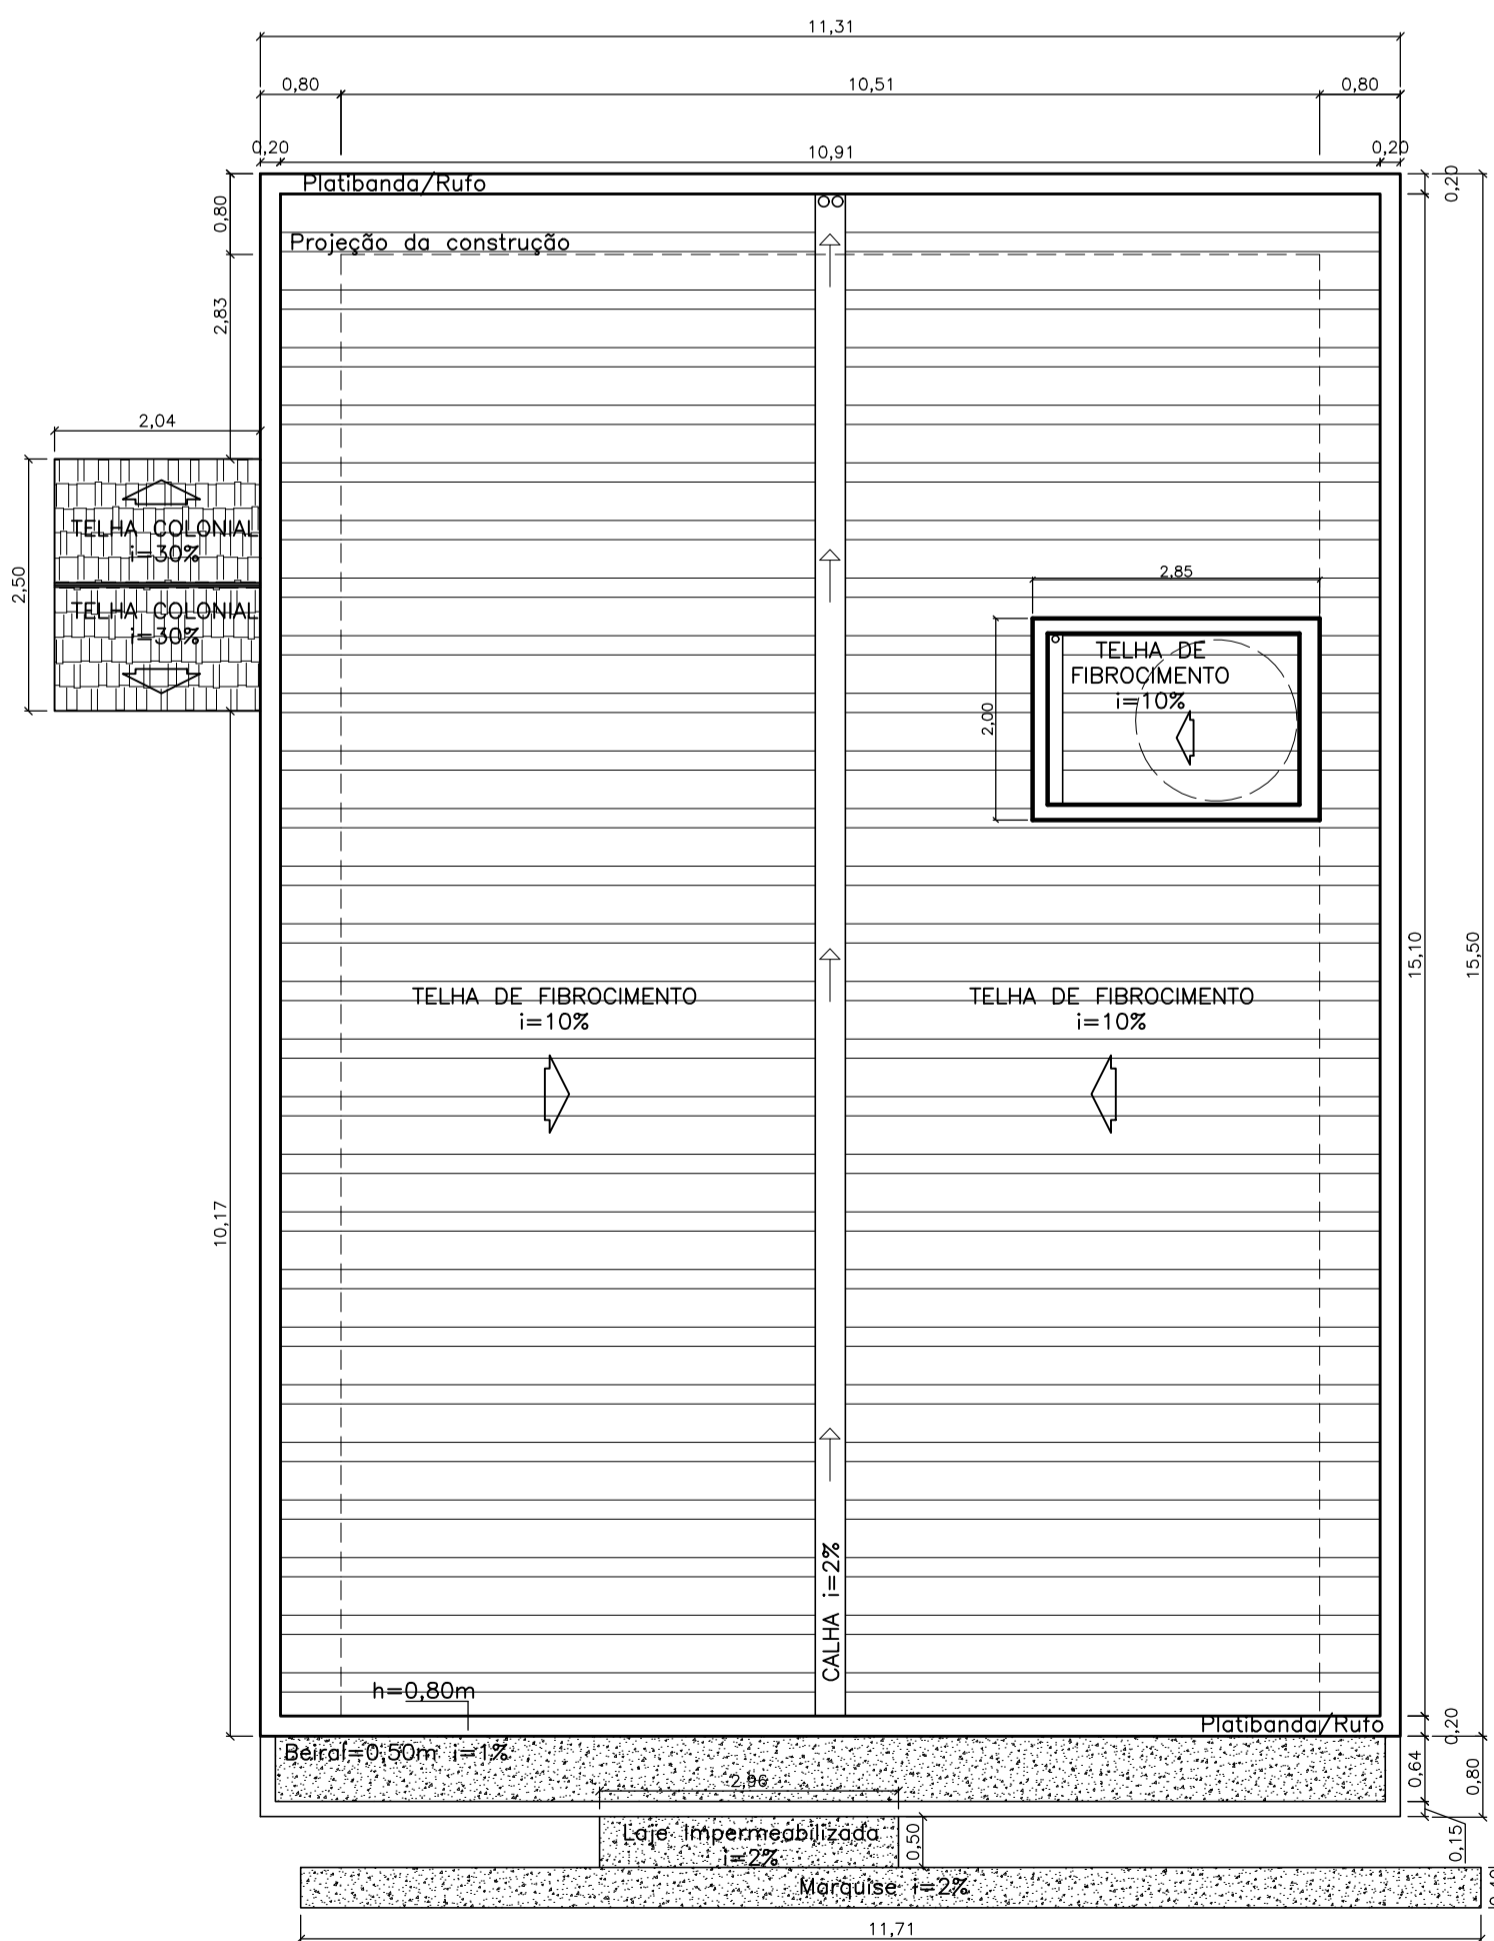 11,31
0,80
10,51
0,80
0,20
10,91
0,20
Platibanda/Rufo
0,20
0,80
Projeção da construção
2,83
2,04
TELHA COLONIAL
i=30%
2,50
TELHA COLONIAL
i=30%
2,85
TELHA DE
FIBROCIMENTO
i=10%
2,00
15,10
15,50
TELHA DE FIBROCIMENTO
i=10%
TELHA DE FIBROCIMENTO
i=10%
10,17
CALHA i=2%
h=0,80m
Platibanda/Rufo
0,20
Beiral=0,50m i=1%
0,64
0,80
2,96
Laje Impermeabilizada
i=2%
0,50
0,15
Marquise i=2%
11,71